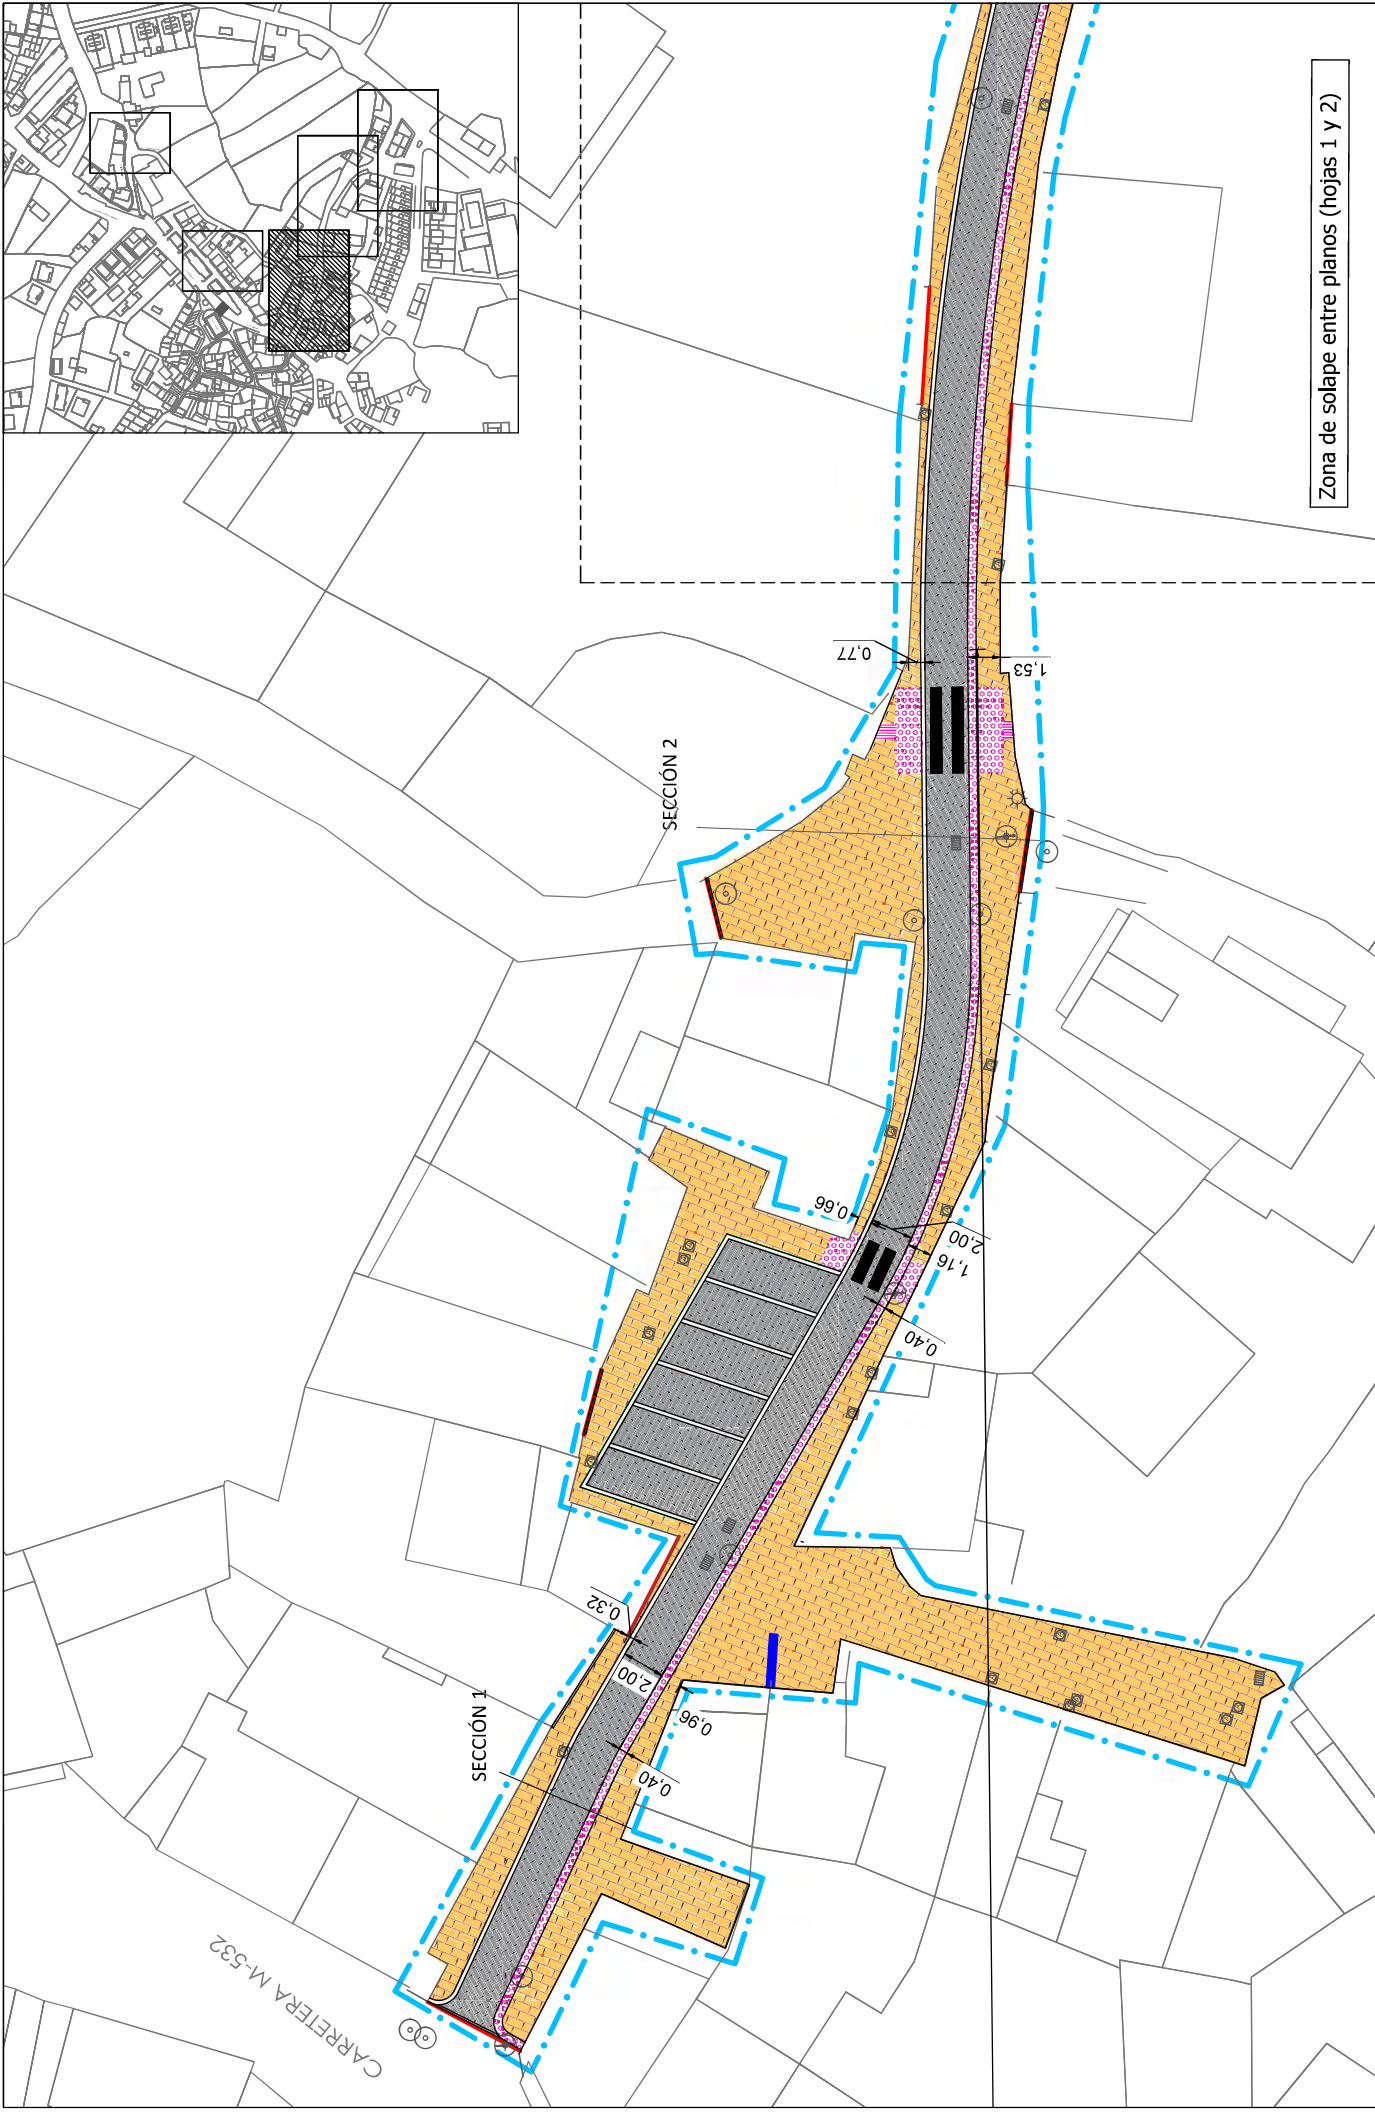 Zona de solape entre planos (hojas 1 y 2)
0,77
1,53
SECCIÓN 2
0,66
2,00
1,16
0,40
0,32
2,00
0,96
SECCIÓN 1
0,40
CARRETERA M-532